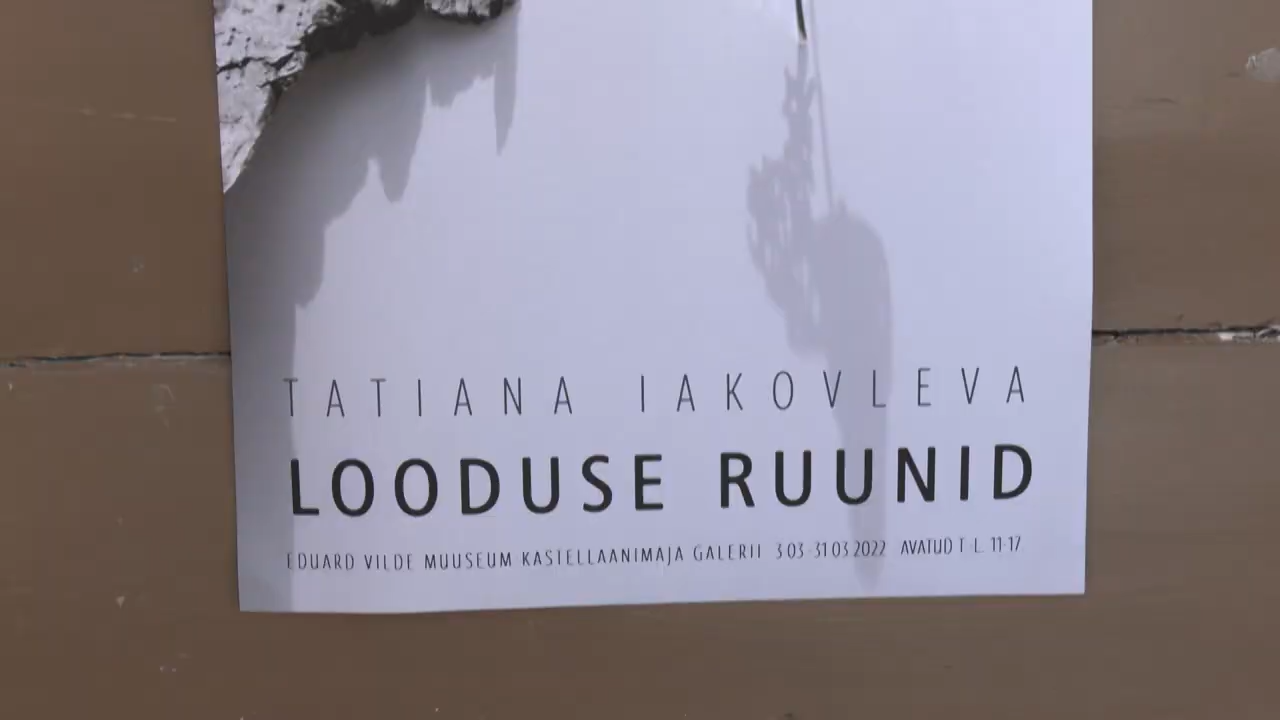 TATIANA IAKOVLEVA
LOODUSE RUUNID
EDUARD VILDE MUUSEUM KASTELLAANIMAJA GALERII 3 03-31 03 2022 AVATUD T-L 11-17